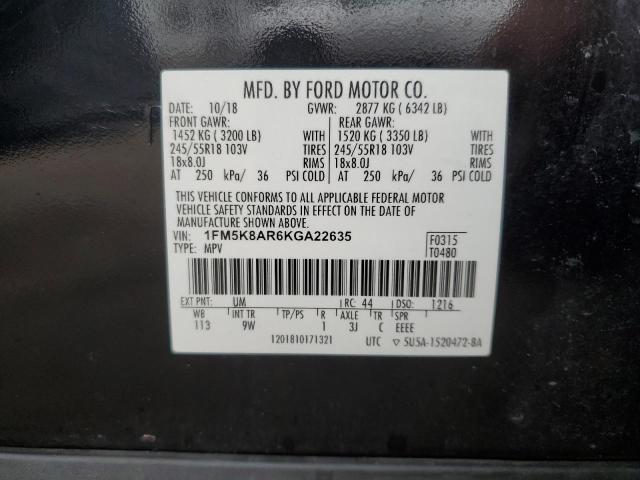 MFD. BY FORD MOTOR CO.
DATE: 10/18 GVWR: 2877 KG ( 6342 LB)
FRONT GAWR: REAR GAWR:
1452 KG ( 3200 LB) WITH 1520 KG ( 3350 LB) WITH
245/55R18 103V TIRES 245/55R18 103V TIRES
18x8.0J RIMS 18x8.0J RIMS
AT 250 kPa/ 36 PSI COLD AT 250 kPa/ 36 PSI COLD
THIS VEHICLE CONFORMS TO ALL APPLICABLE FEDERAL MOTOR
VEHICLE SAFETY STANDARDS IN EFFECT ON THE DATE OF
MANUFACTURE SHOWN ABOVE.
VIN: 1FM5K8AR6KGA22635 F0315
TYPE: MPV T0480
EXT PNT: UM RC: 44 DSO: 1216
WB INT TR TP/PS R AXLE TR SPR
113 9W 1 3J C EEEE
1201810171321 UTC ▽ 5U5A-1520472-BA